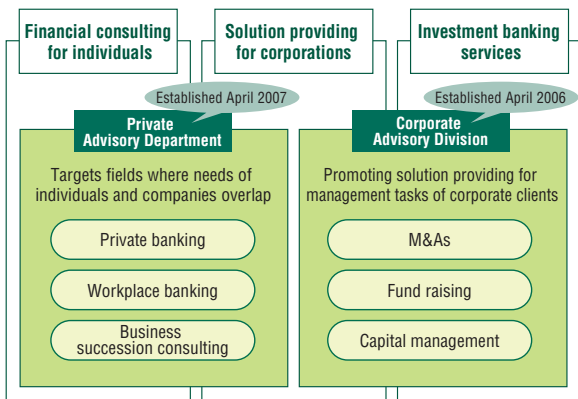 Financial consulting
for individuals
Solution providing
for corporations
Investment banking
services
Established April 2007
Established April 2006
Private
Advisory Department
Corporate
Advisory Division
Targets fields where needs of
individuals and companies overlap
Promoting solution providing for
management tasks of corporate clients
Private banking
M&As
Workplace banking
Fund raising
Business
succession consulting
Capital management